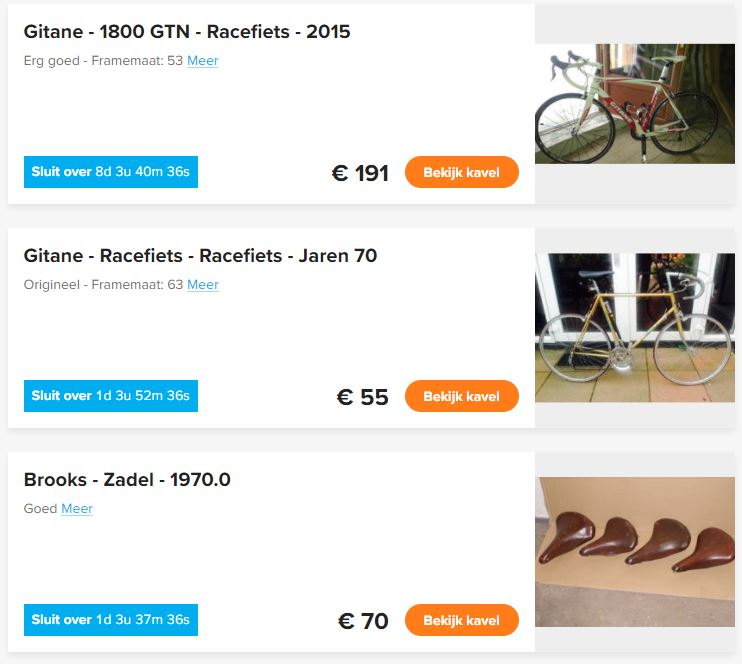 Gitane - 1800 GTN - Racefiets - 2015
Erg goed - Framemaat: 53 Meer
Sluit over 8d 3u 40m 36s
€ 191
Bekijk kavel
GITANE
Gitane - Racefiets - Racefiets - Jaren 70
Origineel - Framemaat: 63 Meer
Sluit over 1d 3u 52m 36s
€ 55
Bekijk kavel
Brooks - Zadel - 1970.0
Goed Meer
Sluit over 1d 3u 37m 36s
€ 70
Bekijk kavel